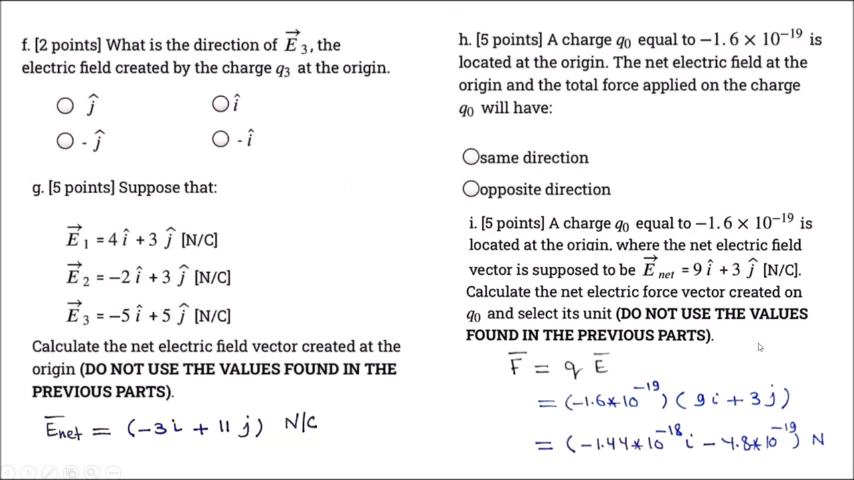 f. [2 points] What is the direction of E⃗ 3, the
electric field created by the charge q3 at the origin.
ĵ
î
- ĵ
- î
g. [5 points] Suppose that:
E⃗ 1 = 4 î + 3 ĵ [N/C]
E⃗ 2 = −2 î + 3 ĵ [N/C]
E⃗ 3 = −5 î + 5 ĵ [N/C]
Calculate the net electric field vector created at the
origin (DO NOT USE THE VALUES FOUND IN THE
PREVIOUS PARTS).
E̅net = (−3i + 11 j) N/C
h. [5 points] A charge q0 equal to −1.6 × 10^−19 is
located at the origin. The net electric field at the
origin and the total force applied on the charge
q0 will have:
same direction
opposite direction
i. [5 points] A charge q0 equal to −1.6 × 10^−19 is
located at the origin, where the net electric field
vector is supposed to be E⃗ net = 9 î + 3 ĵ [N/C].
Calculate the net electric force vector created on
q0 and select its unit (DO NOT USE THE VALUES
FOUND IN THE PREVIOUS PARTS).
F̅ = q E̅
= (−1.6*10^−19) ( 9i + 3j)
= (−1.44*10^−18 i − 4.8*10^−19) N